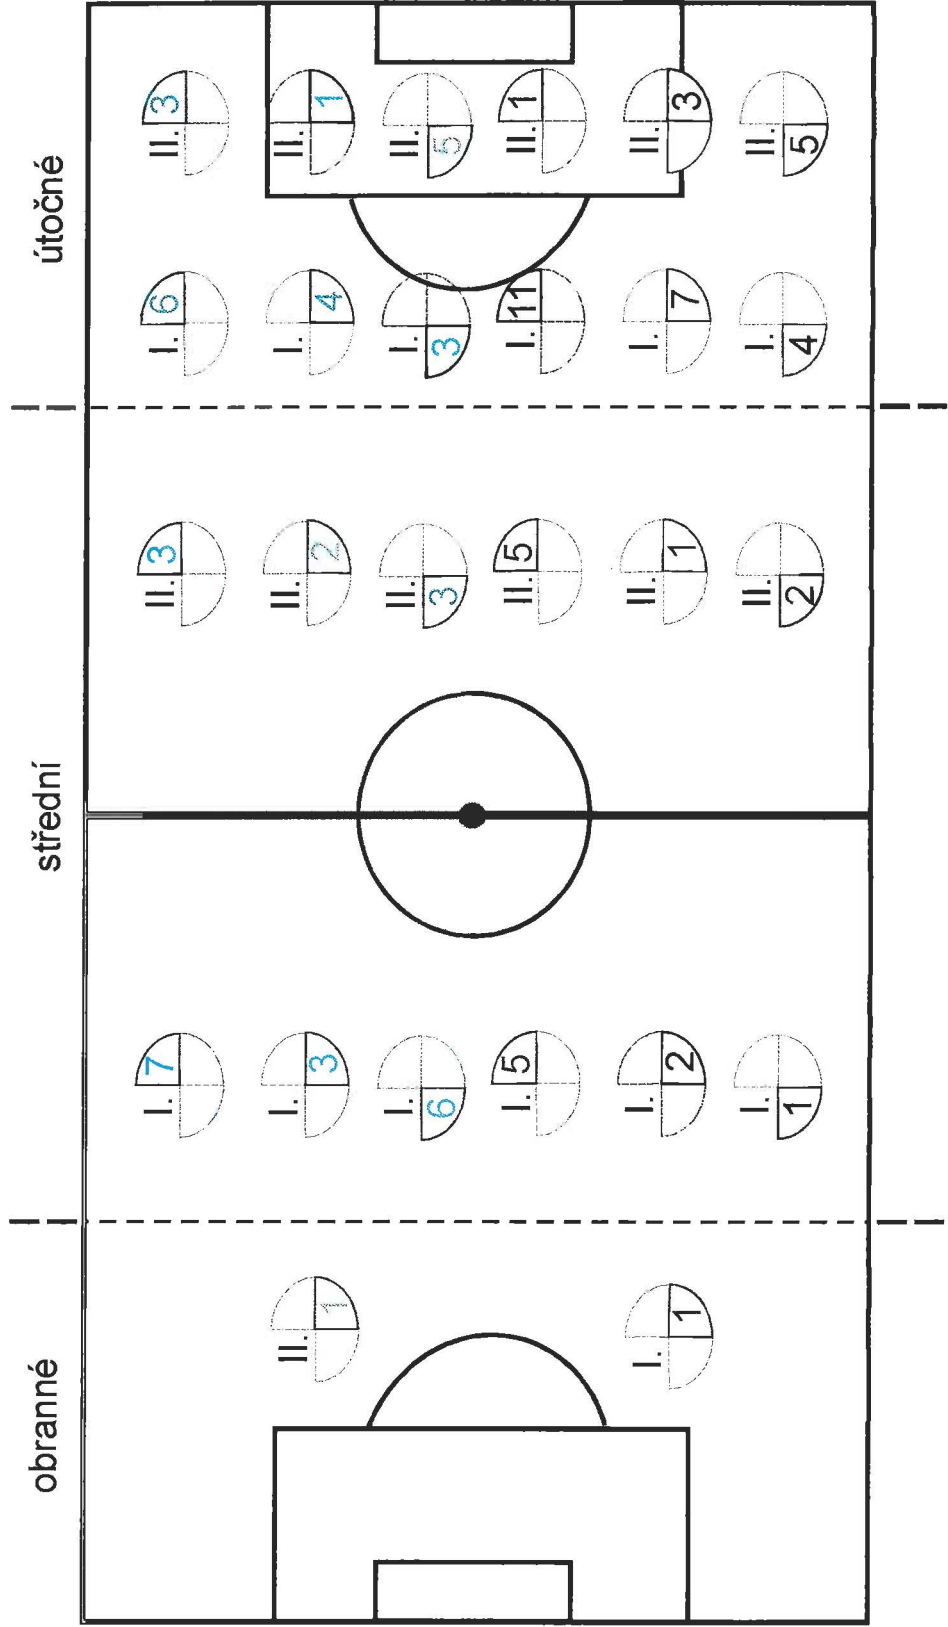 obranné střední útočné
I. 7 II. 3 I. 6 II. 3
II. 1 I. 3 II. 2 I. 4 II. 1
I. 6 II. 3 I. 3 II. 5
I. 5 II. 5 I. 11 II. 1
I. 1 I. 2 II. 1 I. 7 II. 3
I. 1 II. 2 I. 4 II. 5